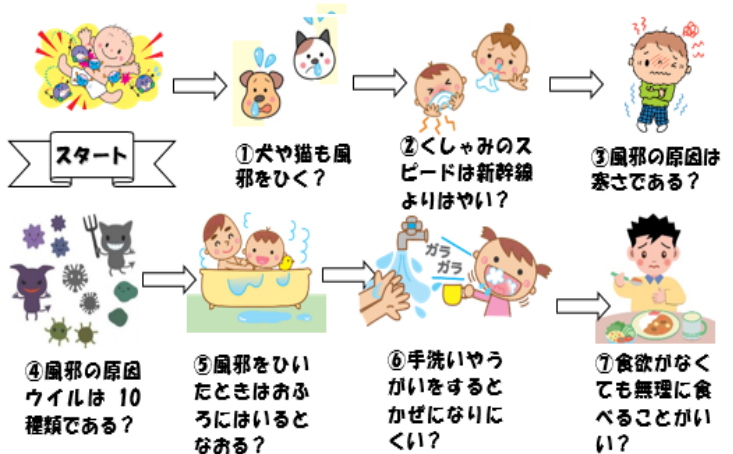 スタート
①犬や猫も風
邪をひく？
②くしゃみのス
ピードは新幹線
よりはやい？
③風邪の原因は
寒さである？
④風邪の原因
ウイルは 10
種類である？
⑤風邪をひい
たときはおふ
ろにはいると
なおる？
ガラ
ガラ
⑥手洗いやう
がいをすると
かぜになりに
くい？
⑦食欲がなく
ても無理に食
べることがい
い？